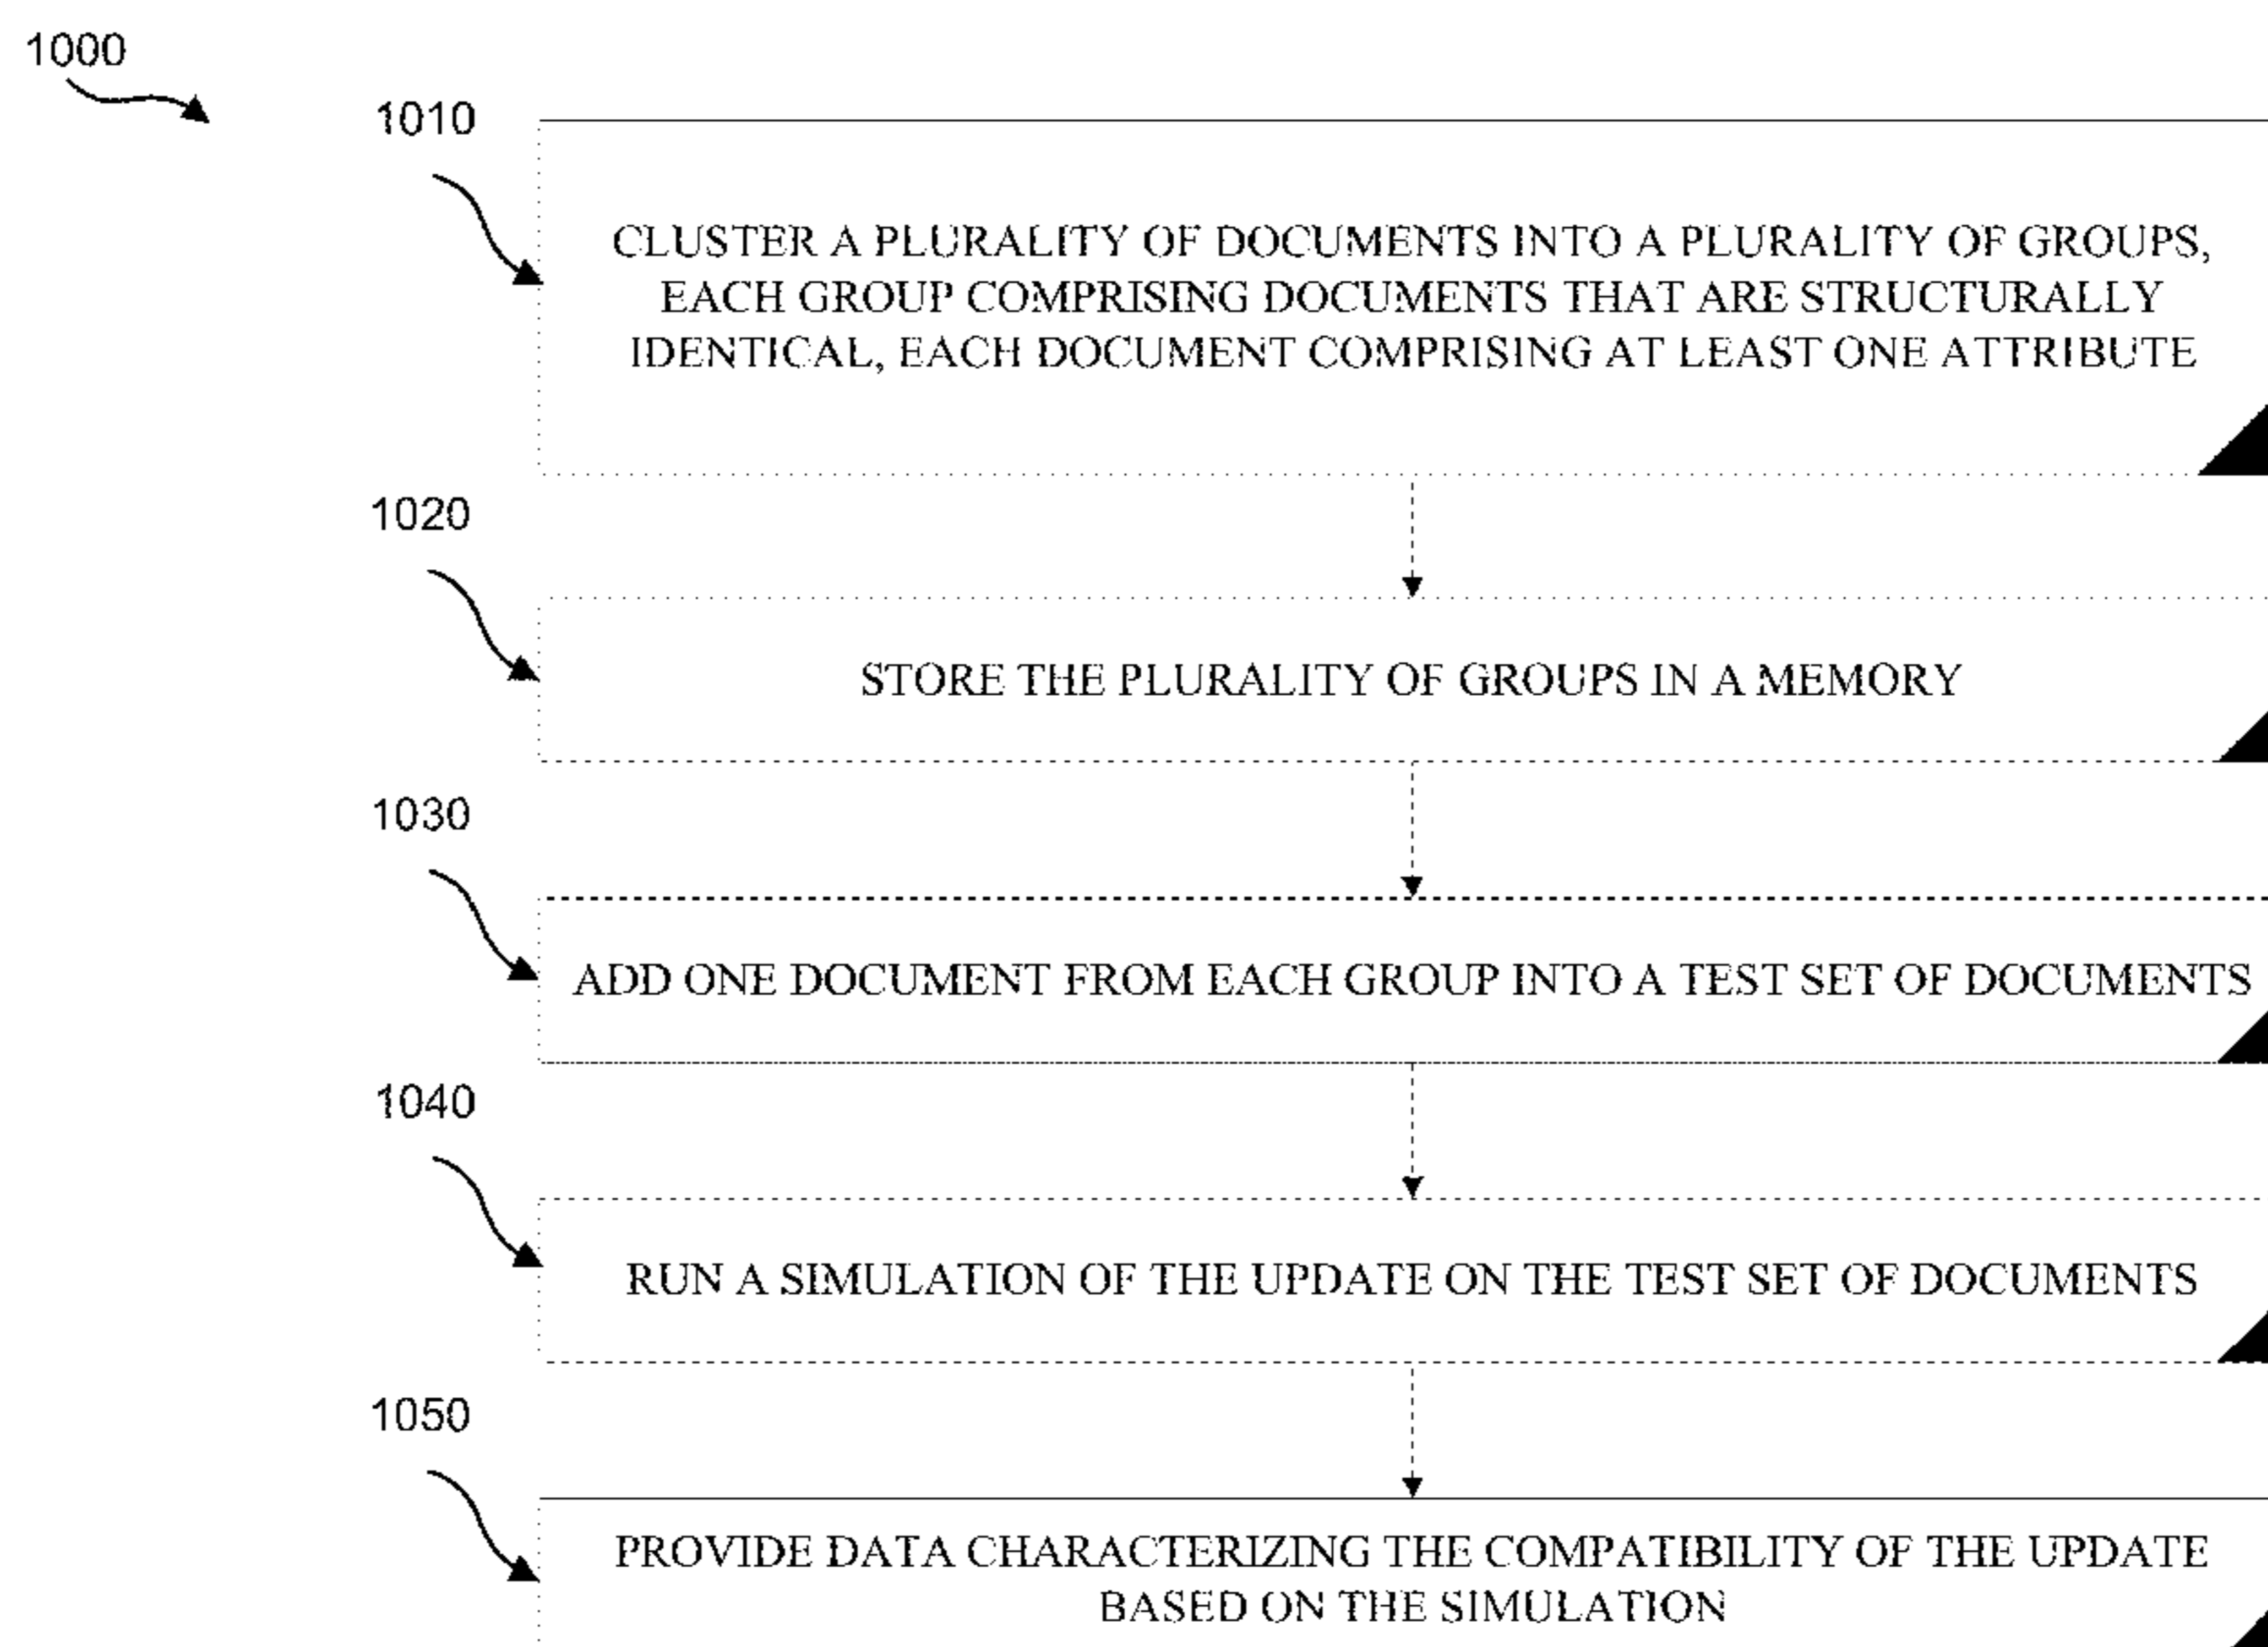 1000
1010
CLUSTER A PLURALITY OF DOCUMENTS INTO A PLURALITY OF GROUPS,
EACH GROUP COMPRISING DOCUMENTS THAT ARE STRUCTURALLY
IDENTICAL, EACH DOCUMENT COMPRISING AT LEAST ONE ATTRIBUTE
1020
STORE THE PLURALITY OF GROUPS IN A MEMORY
1030
ADD ONE DOCUMENT FROM EACH GROUP INTO A TEST SET OF DOCUMENTS
1040
RUN A SIMULATION OF THE UPDATE ON THE TEST SET OF DOCUMENTS
1050
PROVIDE DATA CHARACTERIZING THE COMPATIBILITY OF THE UPDATE
BASED ON THE SIMULATION